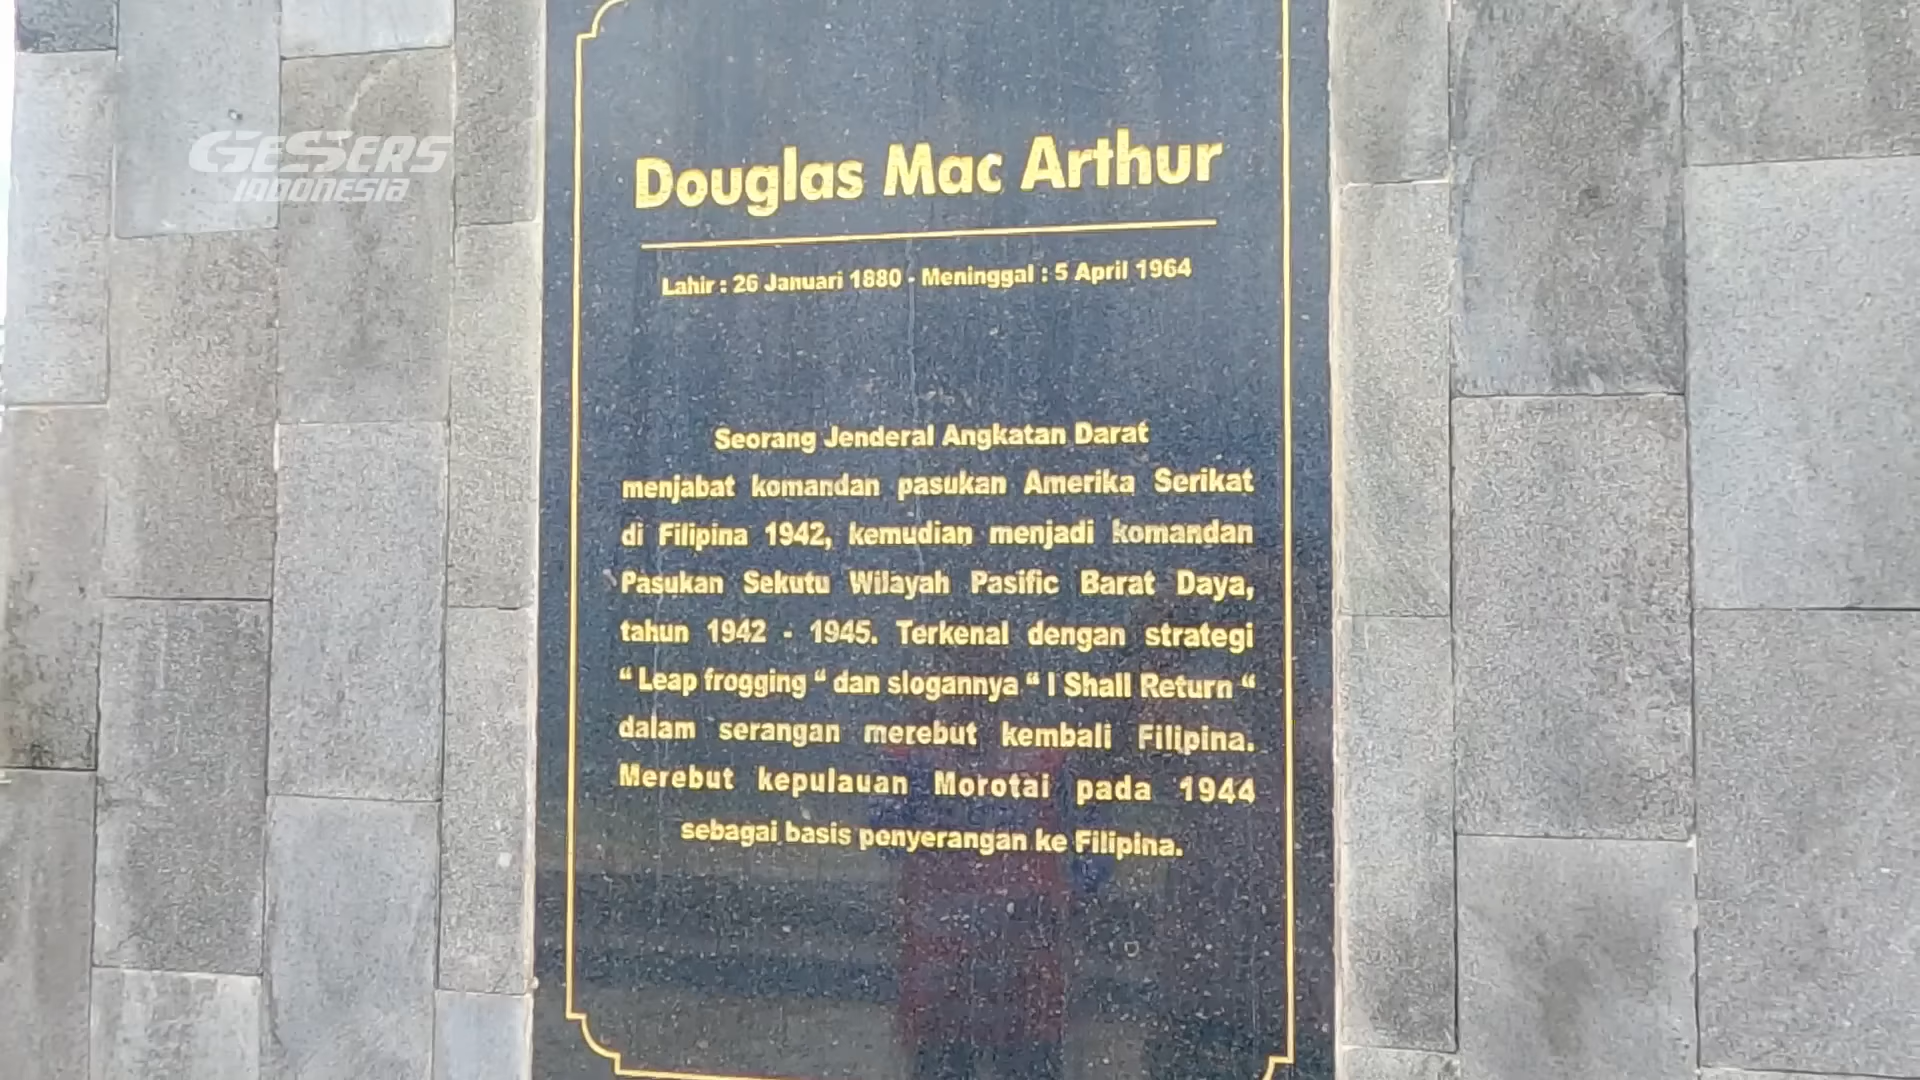 GESSERS
INDONESIA
Douglas Mac Arthur
Lahir : 26 Januari 1880 - Meninggal : 5 April 1964
Seorang Jenderal Angkatan Darat
menjabat komandan pasukan Amerika Serikat
di Filipina 1942, kemudian menjadi komandan
Pasukan Sekutu Wilayah Pasific Barat Daya,
tahun 1942 - 1945. Terkenal dengan strategi
“ Leap frogging “ dan slogannya “ I Shall Return “
dalam serangan merebut kembali Filipina.
Merebut kepulauan Morotai pada 1944
sebagai basis penyerangan ke Filipina.